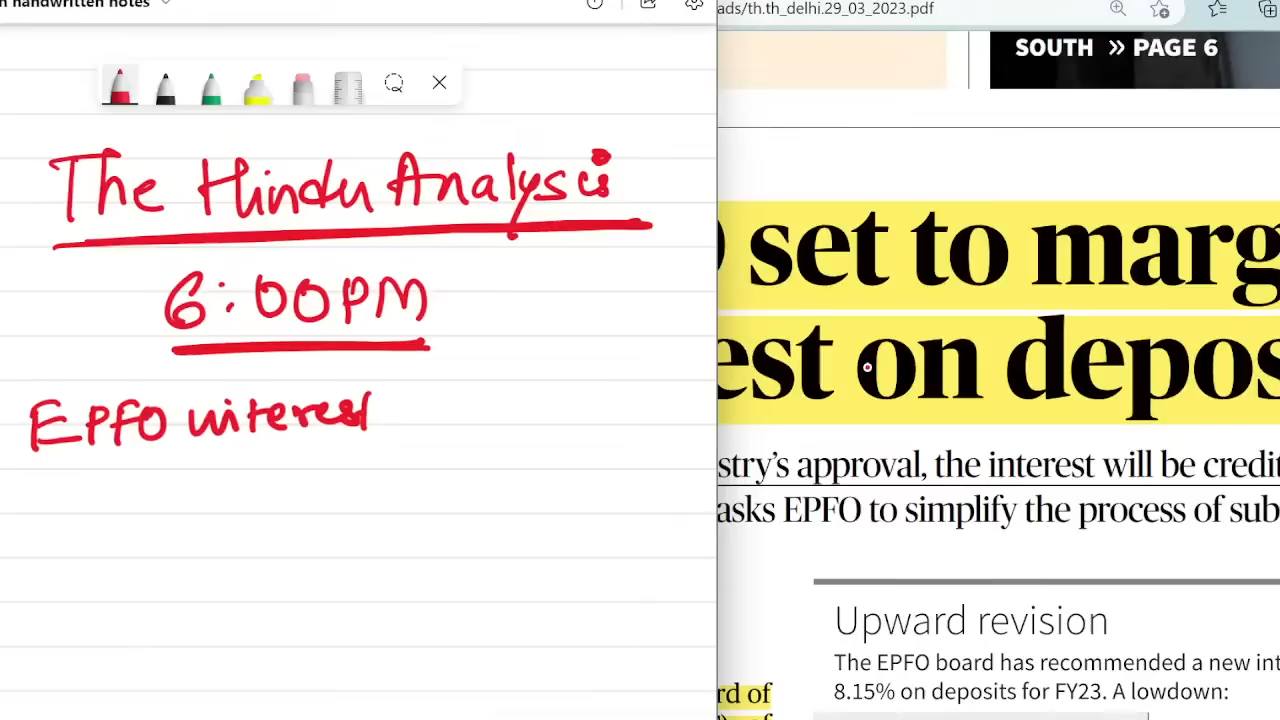 handwritten notes
ads/th.th_delhi.29_03_2023.pdf
SOUTH » PAGE 6
The Hindu Analysis
6:00PM
EPFO interest
set to marg
est on depos
stry's approval, the interest will be credit
asks EPFO to simplify the process of sub
Upward revision
The EPFO board has recommended a new int
8.15% on deposits for FY23. A lowdown:
rd of